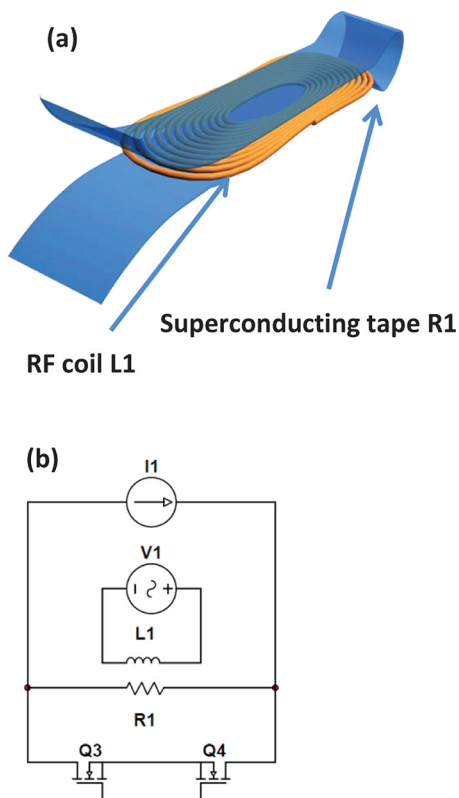 (a)
Superconducting tape R1
RF coil L1
(b)
I1
V1
L1
R1
Q3 Q4